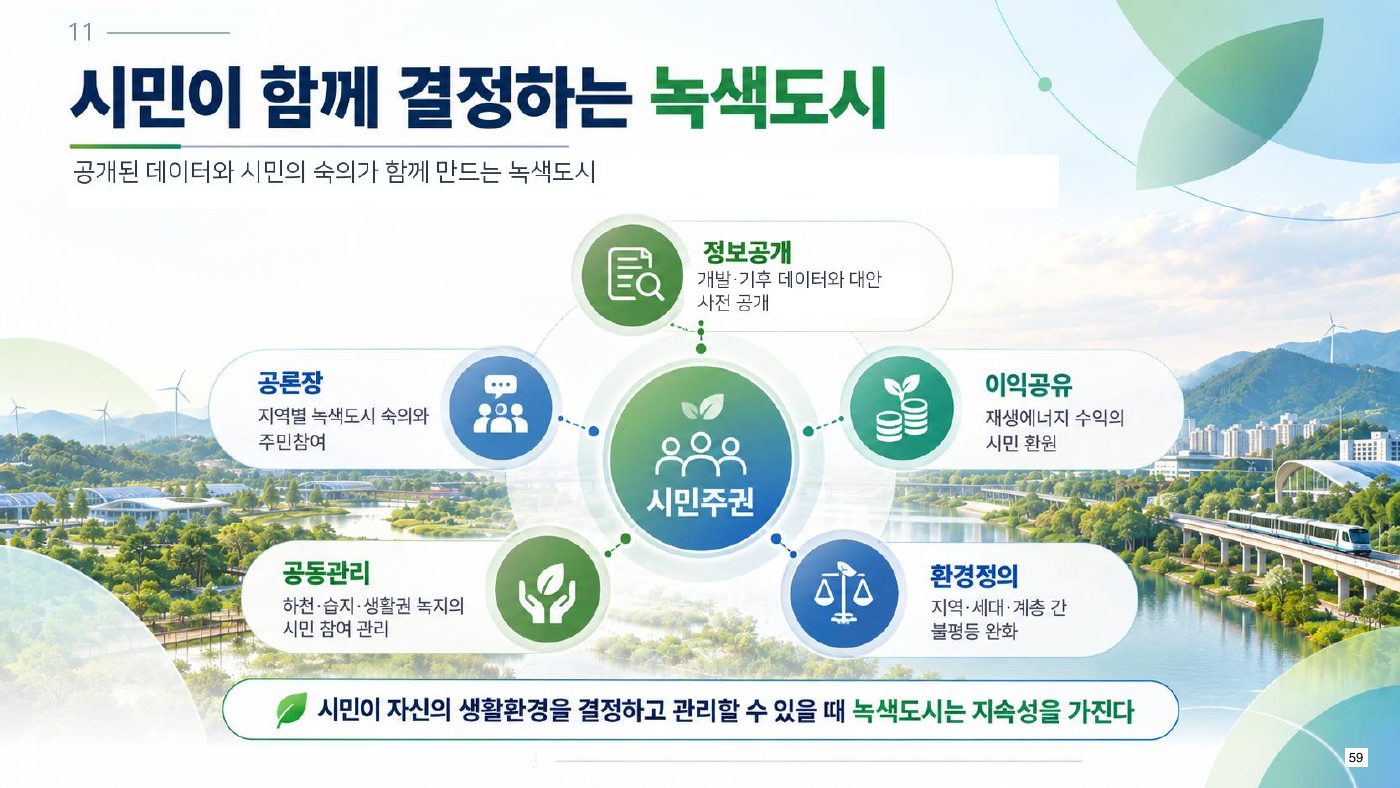 11
시민이 함께 결정하는 녹색도시
공개된 데이터와 시민의 숙의가 함께 만드는 녹색도시
정보공개
개발·기후 데이터와 대안
사전 공개
공론장
지역별 녹색도시 숙의와
주민참여
이익공유
재생에너지 수익의
시민 환원
시민주권
공동관리
하천·습지·생활권 녹지의
시민 참여 관리
환경정의
지역·세대·계층 간
불평등 완화
시민이 자신의 생활환경을 결정하고 관리할 수 있을 때 녹색도시는 지속성을 가진다
59